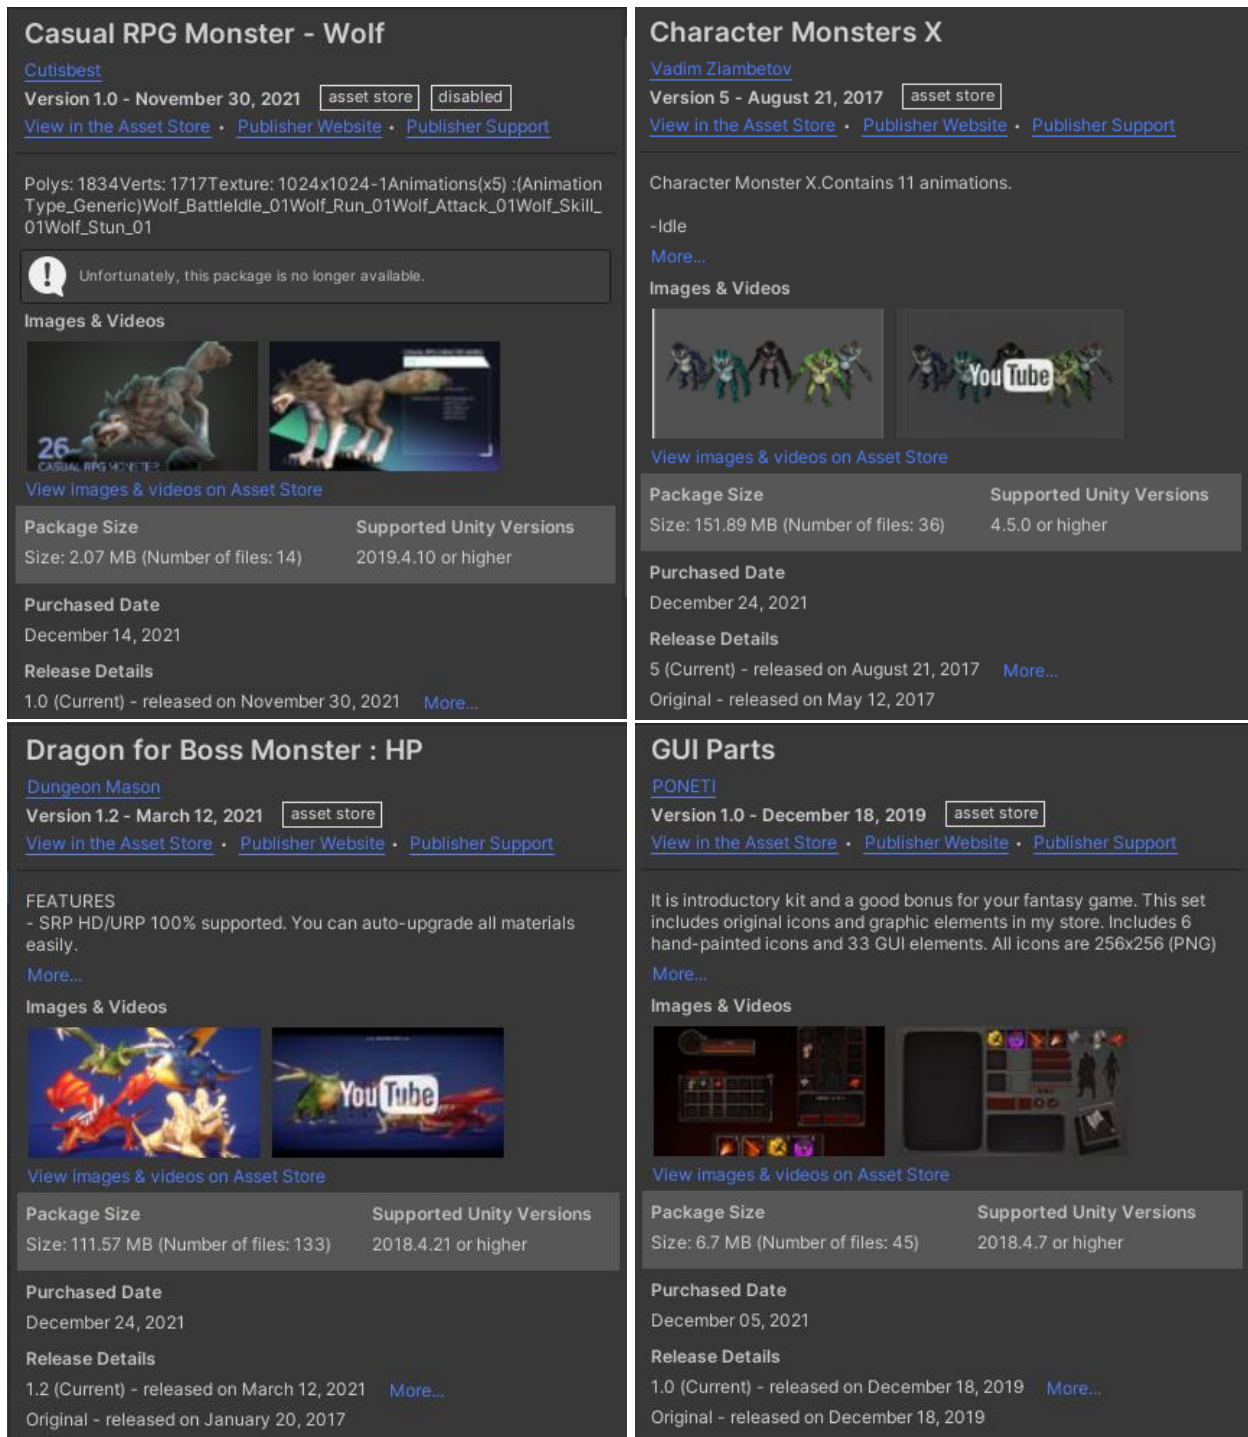 Casual RPG Monster - Wolf
Cutisbest
Version 1.0 - November 30, 2021 asset store disabled
View in the Asset Store • Publisher Website • Publisher Support
Polys: 1834Verts: 1717Texture: 1024x1024-1Animations(x5) :(Animation
Type_Generic)Wolf_BattleIdle_01Wolf_Run_01Wolf_Attack_01Wolf_Skill_
01Wolf_Stun_01
Unfortunately, this package is no longer available.
Images & Videos
26
CASUAL RPG MONSTER
View images & videos on Asset Store
Package Size Supported Unity Versions
Size: 2.07 MB (Number of files: 14) 2019.4.10 or higher
Purchased Date
December 14, 2021
Release Details
1.0 (Current) - released on November 30, 2021 More...
Character Monsters X
Vadim Ziambetov
Version 5 - August 21, 2017 asset store
View in the Asset Store • Publisher Website • Publisher Support
Character Monster X.Contains 11 animations.
-Idle
More...
Images & Videos
YouTube
View images & videos on Asset Store
Package Size Supported Unity Versions
Size: 151.89 MB (Number of files: 36) 4.5.0 or higher
Purchased Date
December 24, 2021
Release Details
5 (Current) - released on August 21, 2017 More...
Original - released on May 12, 2017
Dragon for Boss Monster : HP
Dungeon Mason
Version 1.2 - March 12, 2021 asset store
View in the Asset Store • Publisher Website • Publisher Support
FEATURES
- SRP HD/URP 100% supported. You can auto-upgrade all materials
easily.
More...
Images & Videos
YouTube
View images & videos on Asset Store
Package Size Supported Unity Versions
Size: 111.57 MB (Number of files: 133) 2018.4.21 or higher
Purchased Date
December 24, 2021
Release Details
1.2 (Current) - released on March 12, 2021 More...
Original - released on January 20, 2017
GUI Parts
PONETI
Version 1.0 - December 18, 2019 asset store
View in the Asset Store • Publisher Website • Publisher Support
It is introductory kit and a good bonus for your fantasy game. This set
includes original icons and graphic elements in my store. Includes 6
hand-painted icons and 33 GUI elements. All icons are 256x256 (PNG)
More...
Images & Videos
View images & videos on Asset Store
Package Size Supported Unity Versions
Size: 6.7 MB (Number of files: 45) 2018.4.7 or higher
Purchased Date
December 05, 2021
Release Details
1.0 (Current) - released on December 18, 2019 More...
Original - released on December 18, 2019